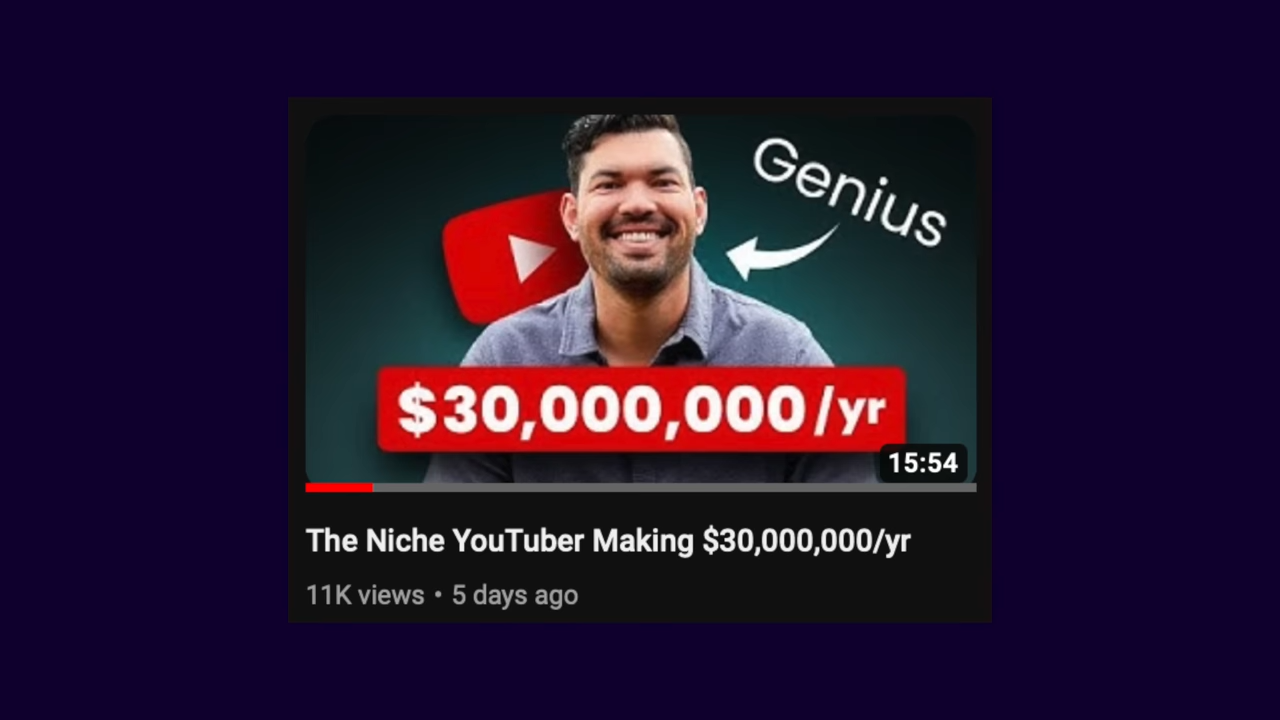 Genius
$30,000,000/yr
15:54
The Niche YouTuber Making $30,000,000/yr
11K views • 5 days ago